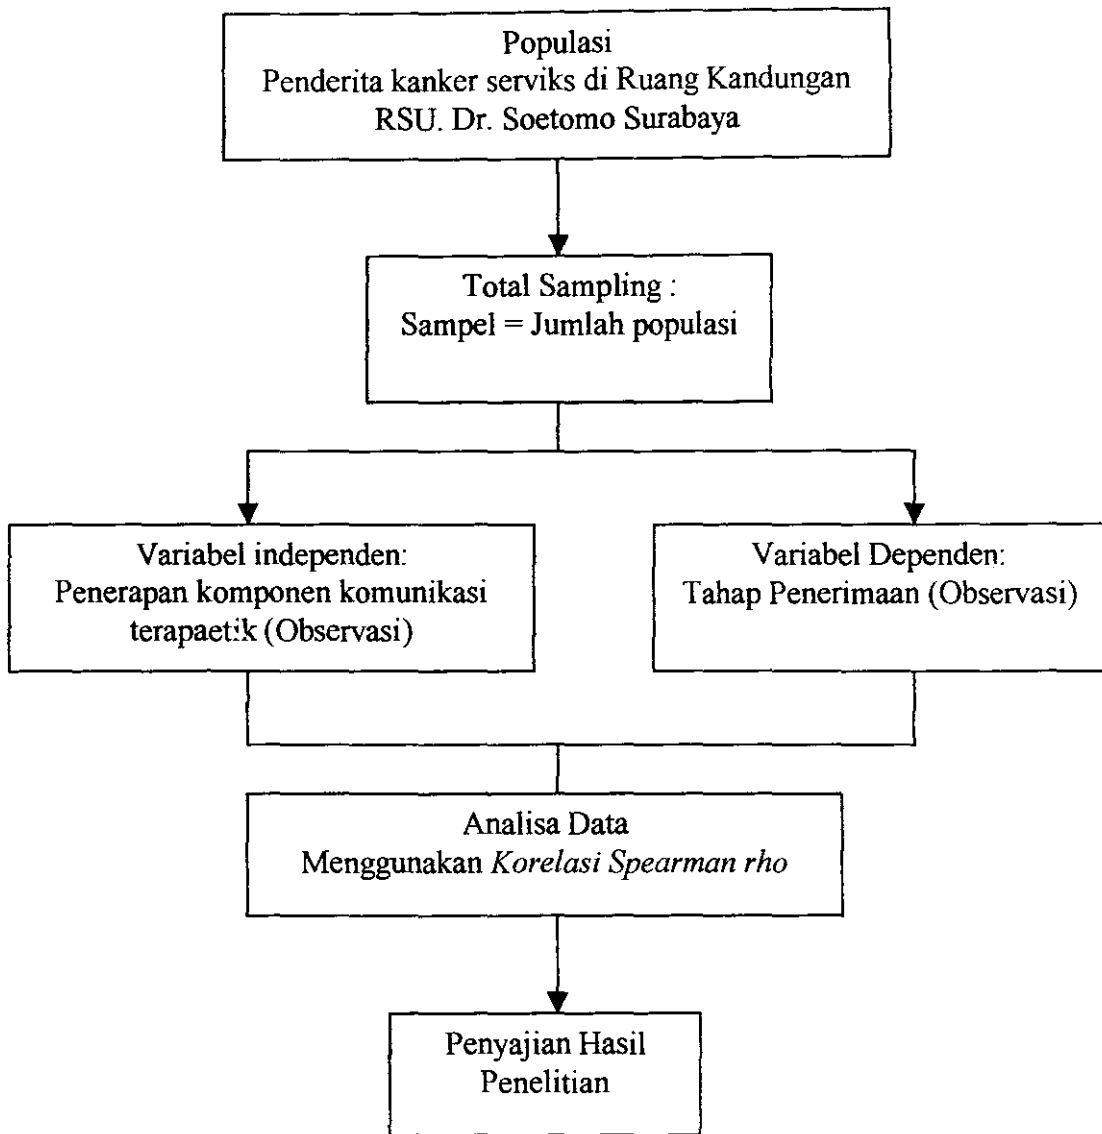 Populasi
Penderita kanker serviks di Ruang Kandungan
RSU. Dr. Soetomo Surabaya
Total Sampling :
Sampel = Jumlah populasi
Variabel independen:
Penerapan komponen komunikasi
terapaetik (Observasi)
Variabel Dependen:
Tahap Penerimaan (Observasi)
Analisa Data
Menggunakan Korelasi Spearman rho
Penyajian Hasil
Penelitian